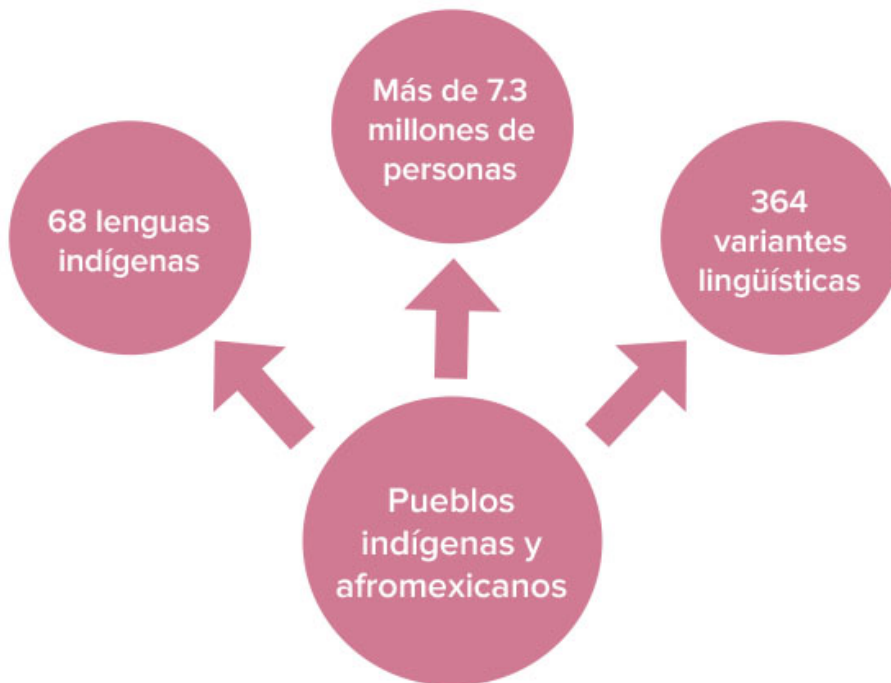 68 lenguas
indígenas
Más de 7.3
millones de
personas
364
variantes
lingüísticas
Pueblos
indígenas y
afromexicanos